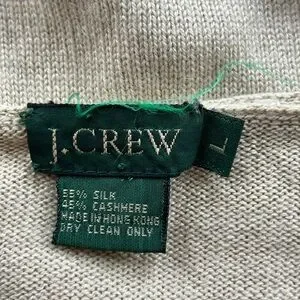 J.CREW
L
55% SILK
45% CASHMERE
MADE IN HONG KONG
DRY CLEAN ONLY